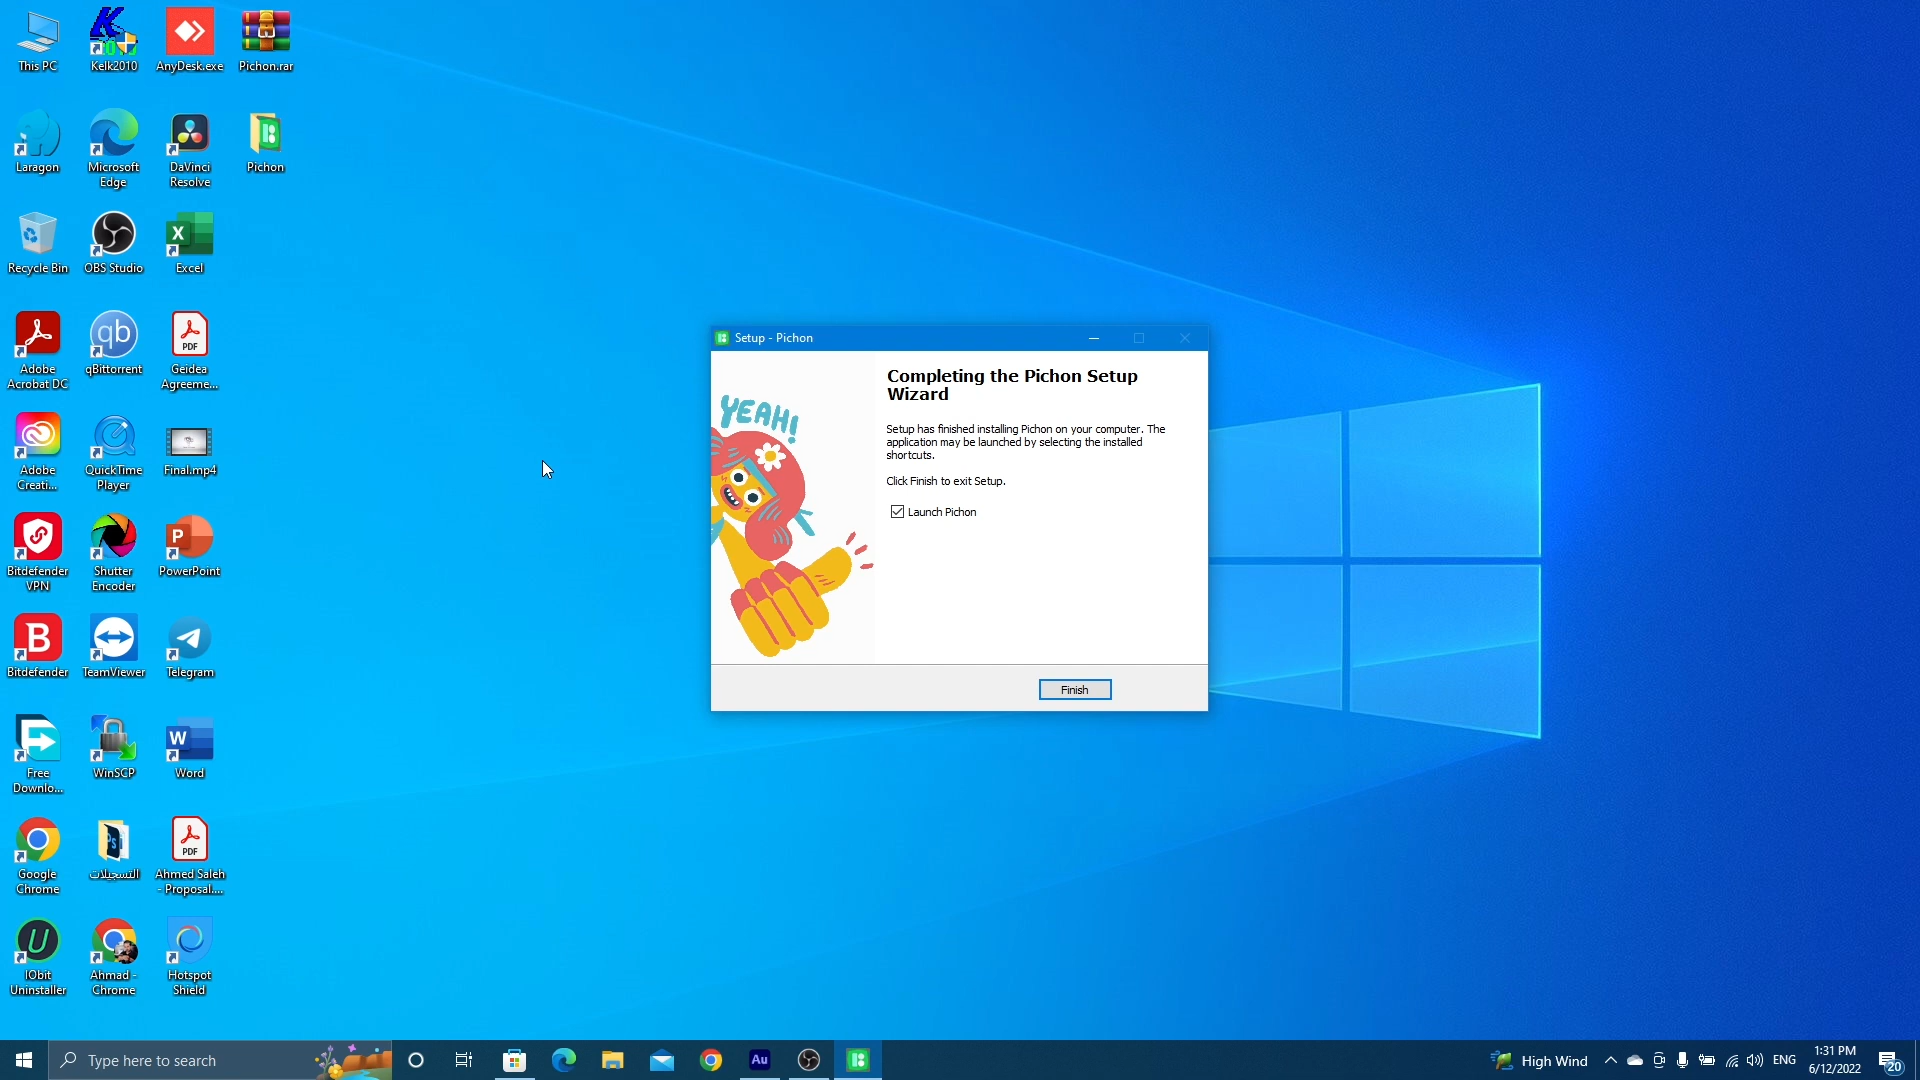 This PC
Kelk2010
AnyDesk.exe
Pichon.rar
Laragon
Microsoft
Edge
DaVinci
Resolve
Pichon
Recycle Bin
OBS Studio
Excel
Adobe
Acrobat DC
qBittorrent
Geidea
Agreeme...
Adobe
Creati...
QuickTime
Player
Final.mp4
Bitdefender
VPN
Shutter
Encoder
PowerPoint
Bitdefender
TeamViewer
Telegram
Free
Downlo...
WinSCP
Word
Google
Chrome
التسجيلات
Ahmed Saleh
- Proposal....
IObit
Uninstaller
Ahmad -
Chrome
Hotspot
Shield
Setup - Pichon
YEAH!
Completing the Pichon Setup
Wizard
Setup has finished installing Pichon on your computer. The
application may be launched by selecting the installed
shortcuts.
Click Finish to exit Setup.
Launch Pichon
Finish
Type here to search
Au
High Wind
ENG
1:31 PM
6/12/2022
20